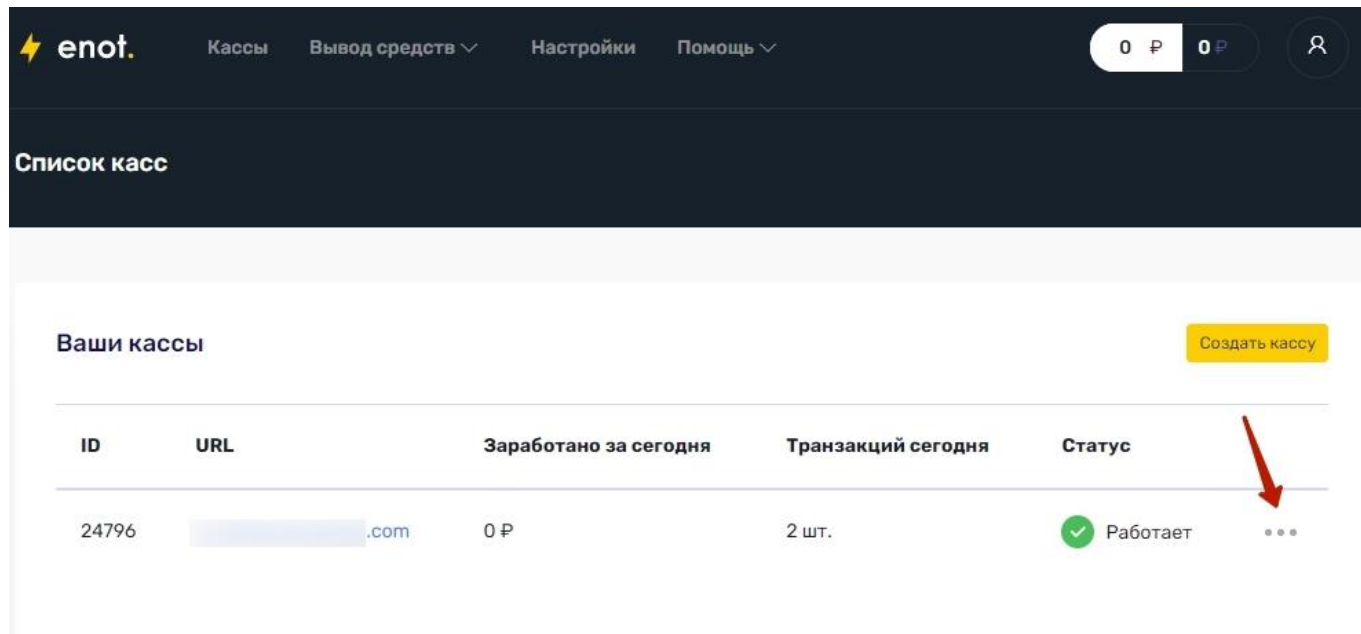 enot. Кассы Вывод средств Настройки Помощь 0 ₽ 0 ₽
Список касс
Ваши кассы Создать кассу
ID URL Заработано за сегодня Транзакций сегодня Статус
24796 .com 0 ₽ 2 шт. Работает